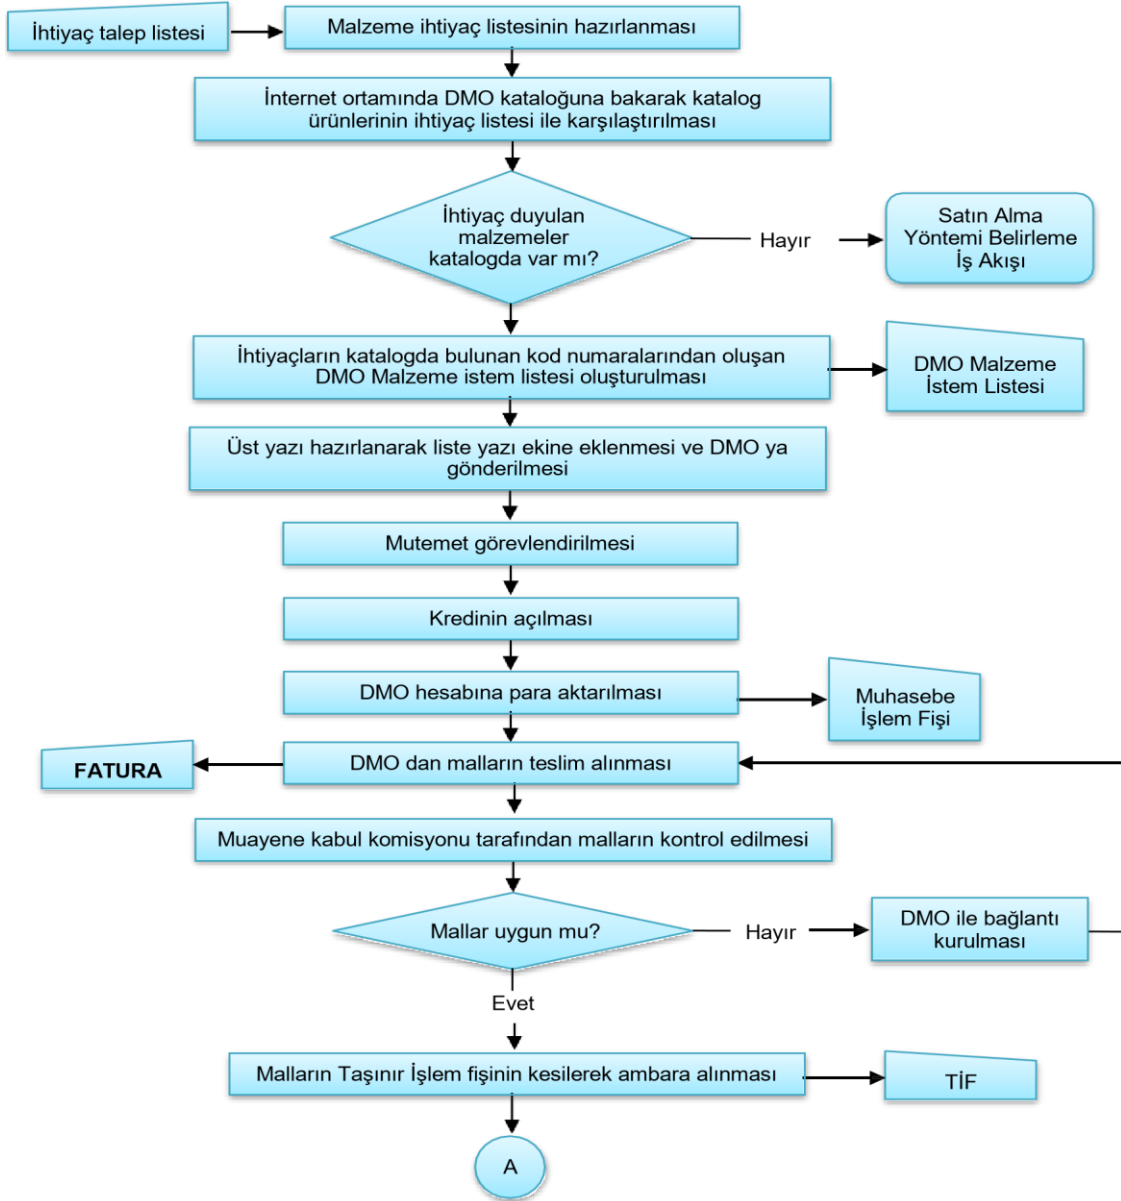 İhtiyaç talep listesi
Malzeme ihtiyaç listesinin hazırlanması
İnternet ortamında DMO kataloğuna bakarak katalog
ürünlerinin ihtiyaç listesi ile karşılaştırılması
İhtiyaç duyulan
malzemeler
katalogda var mı?
Hayır
Satın Alma
Yöntemi Belirleme
İş Akışı
İhtiyaçların katalogda bulunan kod numaralarından oluşan
DMO Malzeme istem listesi oluşturulması
DMO Malzeme
İstem Listesi
Üst yazı hazırlanarak liste yazı ekine eklenmesi ve DMO ya
gönderilmesi
Mutemet görevlendirilmesi
Kredinin açılması
DMO hesabına para aktarılması
Muhasebe
İşlem Fişi
FATURA
DMO dan malların teslim alınması
Muayene kabul komisyonu tarafından malların kontrol edilmesi
Mallar uygun mu?
Hayır
DMO ile bağlantı
kurulması
Evet
Malların Taşınır İşlem fişinin kesilerek ambara alınması
TİF
A